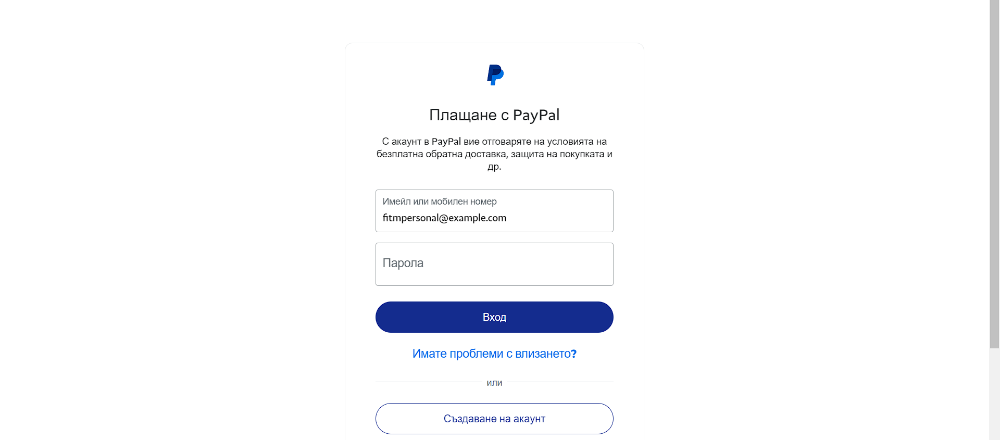 Плащане с PayPal
С акаунт в PayPal вие отговаряте на условията на
безплатна обратна доставка, защита на покупката и
др.
Имейл или мобилен номер
fitmpersonal@example.com
Парола
Вход
Имате проблеми с влизането?
или
Създаване на акаунт